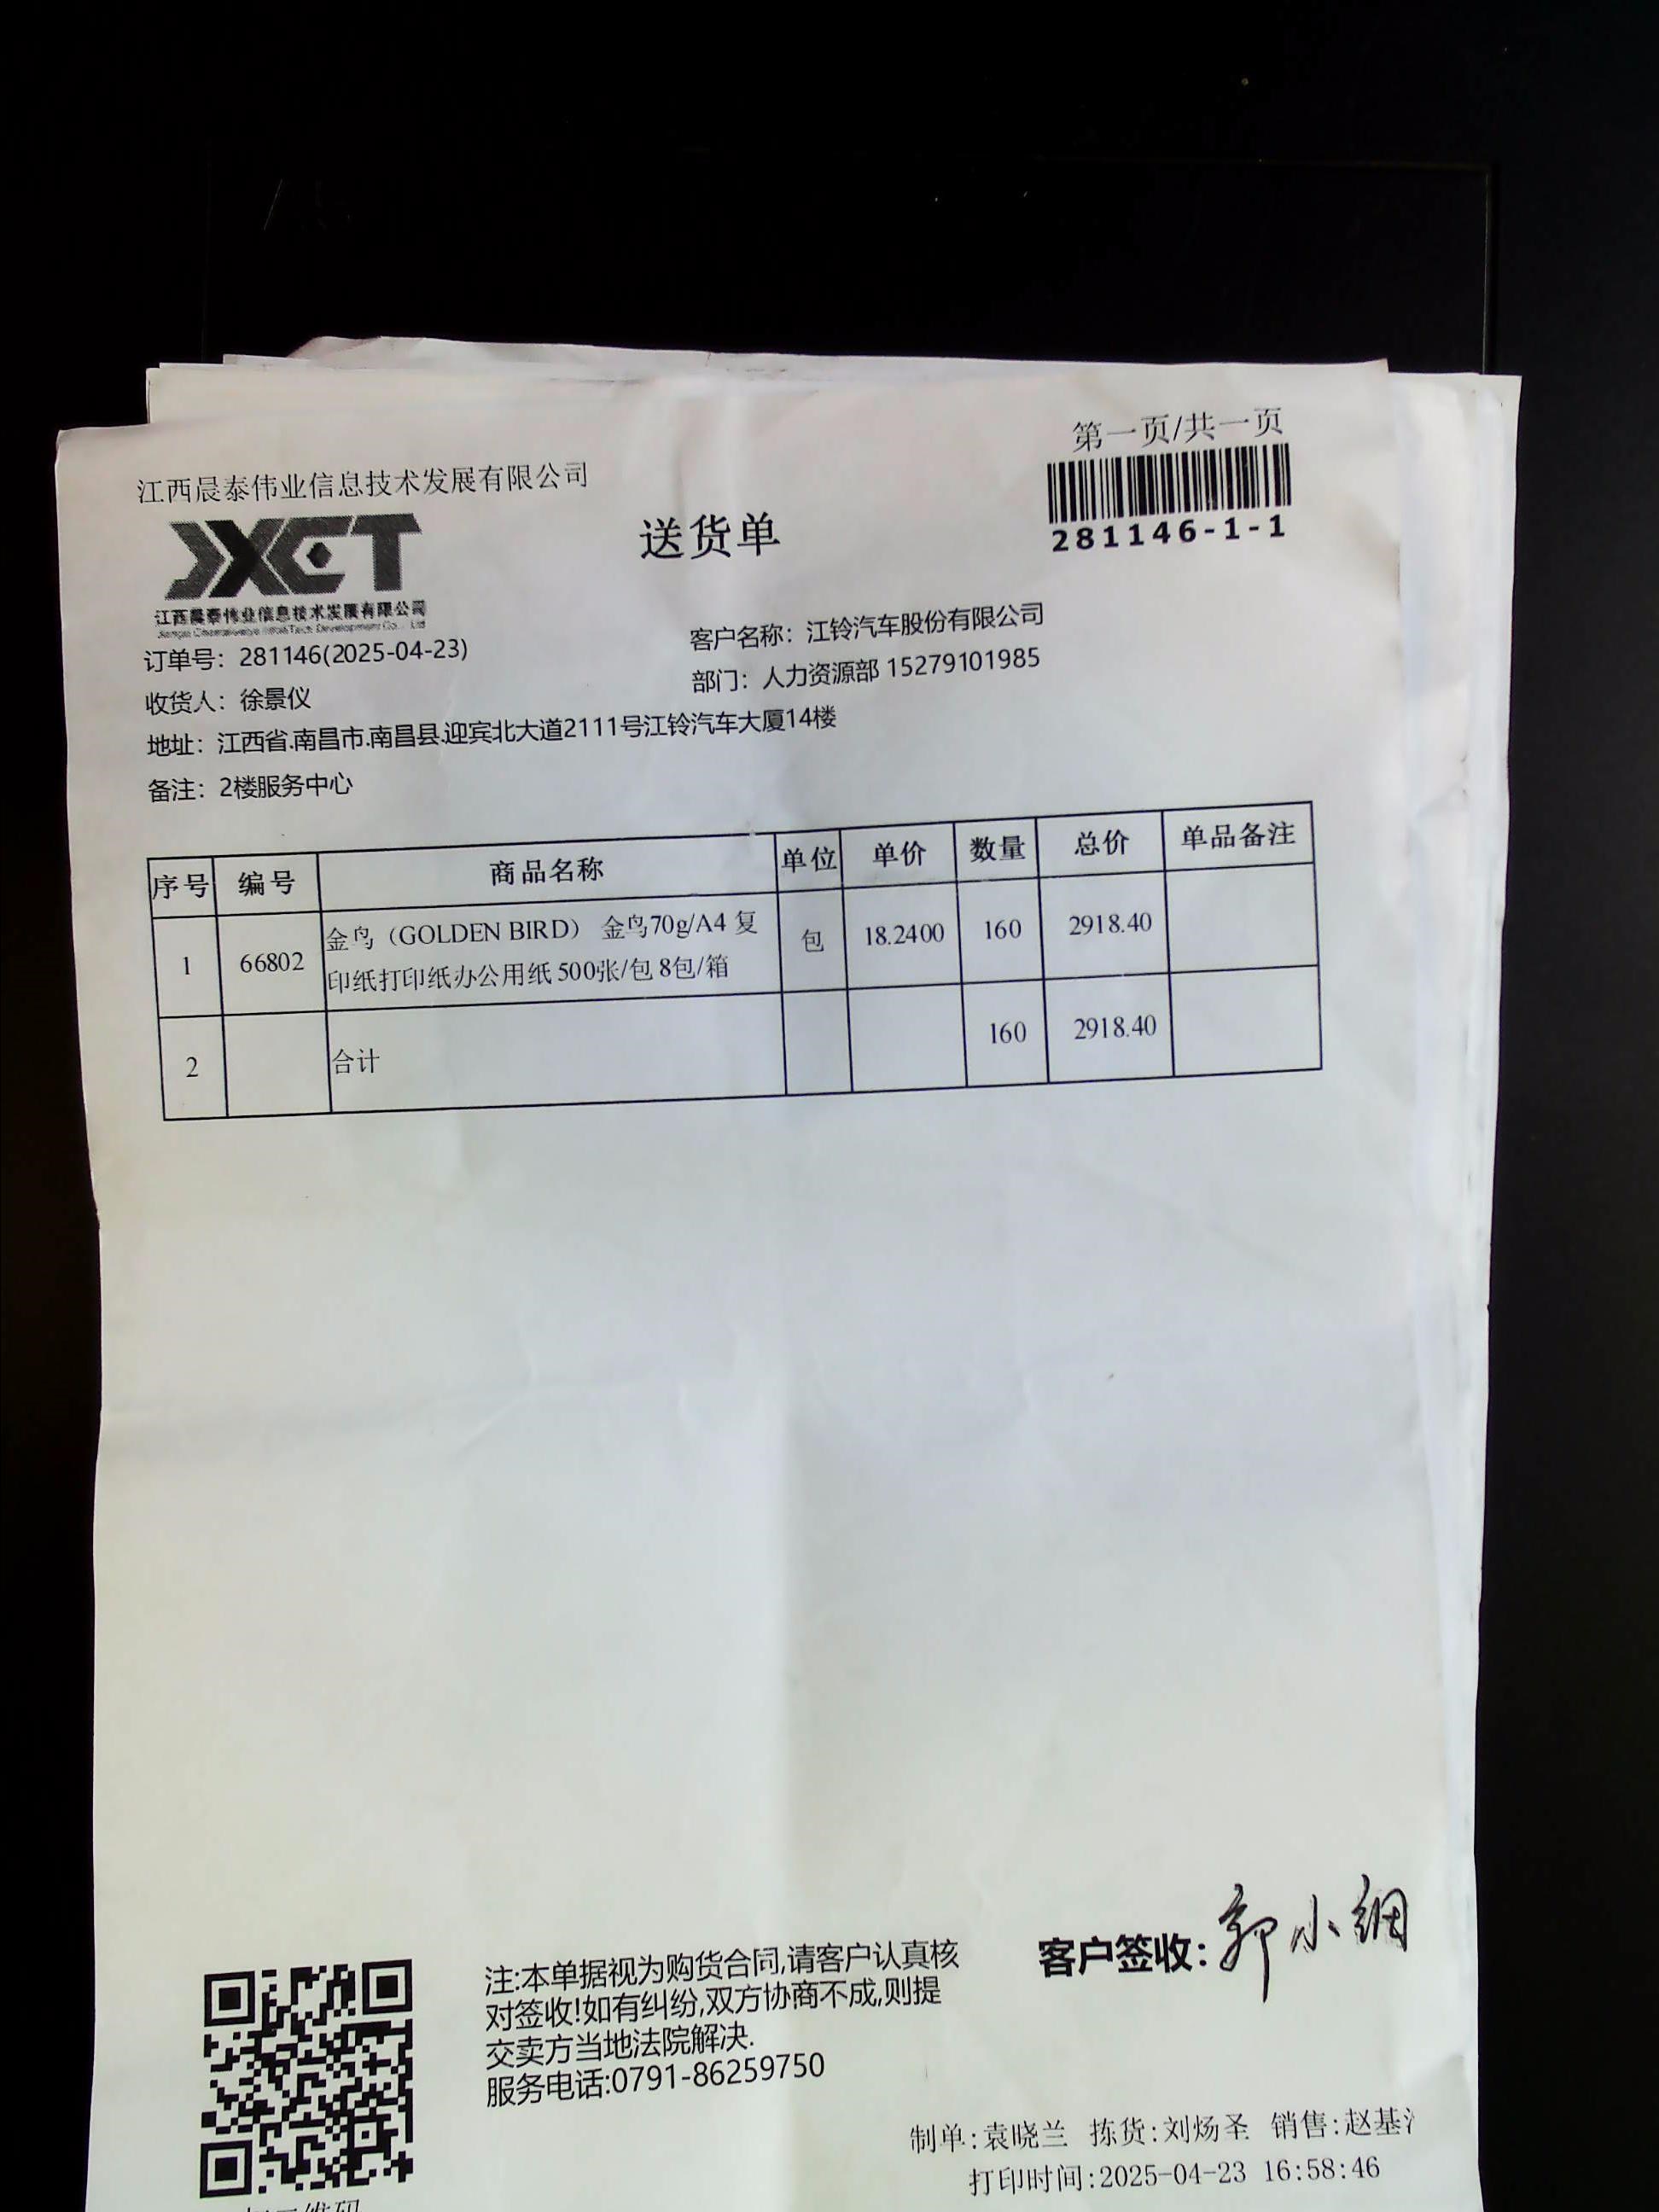 第一页/共一页
江西晨泰伟业信息技术发展有限公司
281146-1-1
JXCT
送货单
江西晨泰伟业信息技术发展有限公司
订单号：281146(2025-04-23)
客户名称：江铃汽车股份有限公司
收货人：徐景仪
部门：人力资源部 15279101985
地址：江西省.南昌市.南昌县.迎宾北大道2111号江铃汽车大厦14楼
备注：2楼服务中心
序号 编号 商品名称 单位 单价 数量 总价 单品备注
1 66802 金鸟（GOLDEN BIRD） 金鸟70g/A4 复
印纸打印纸办公用纸 500张/包 8包/箱 包 18.2400 160 2918.40
2 合计 160 2918.40
注:本单据视为购货合同,请客户认真核
对签收!如有纠纷,双方协商不成,则提
交卖方当地法院解决.
服务电话:0791-86259750
客户签收: 郭小
制单:袁晓兰 拣货:刘炀圣 销售:赵基
打印时间:2025-04-23 16:58:46